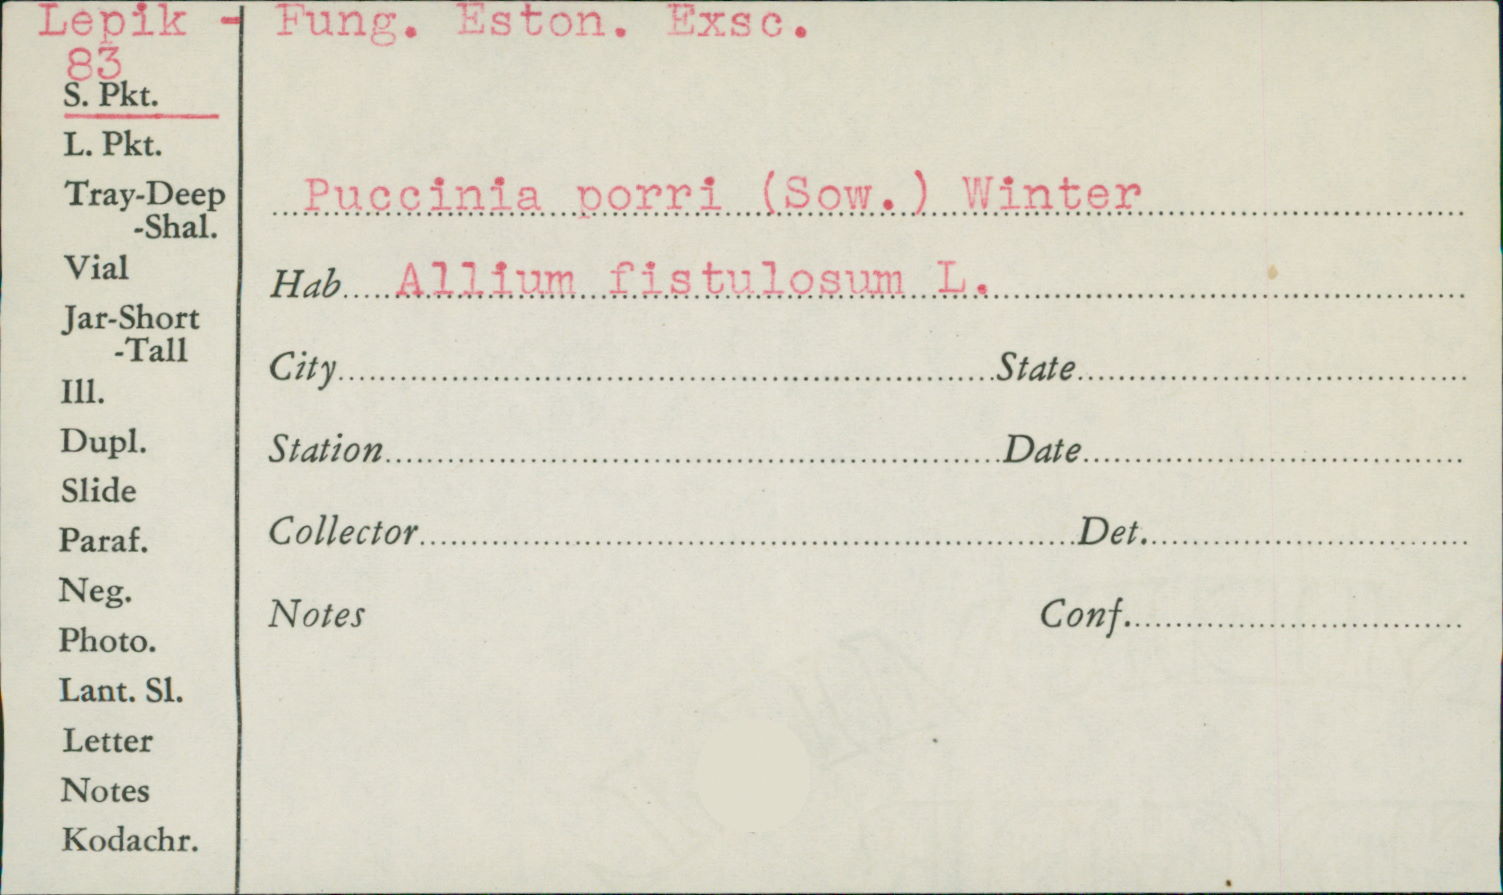 Lepik - Fung. Eston. Exsc.
83
S. Pkt.
L. Pkt.
Tray-Deep
-Shal.
Vial
Jar-Short
-Tall
Ill.
Dupl.
Slide
Paraf.
Neg.
Photo.
Lant. Sl.
Letter
Notes
Kodachr.
Puccinia porri (Sow.) Winter
Hab. Allium fistulosum L.
City State
Station Date
Collector Det.
Notes Conf.